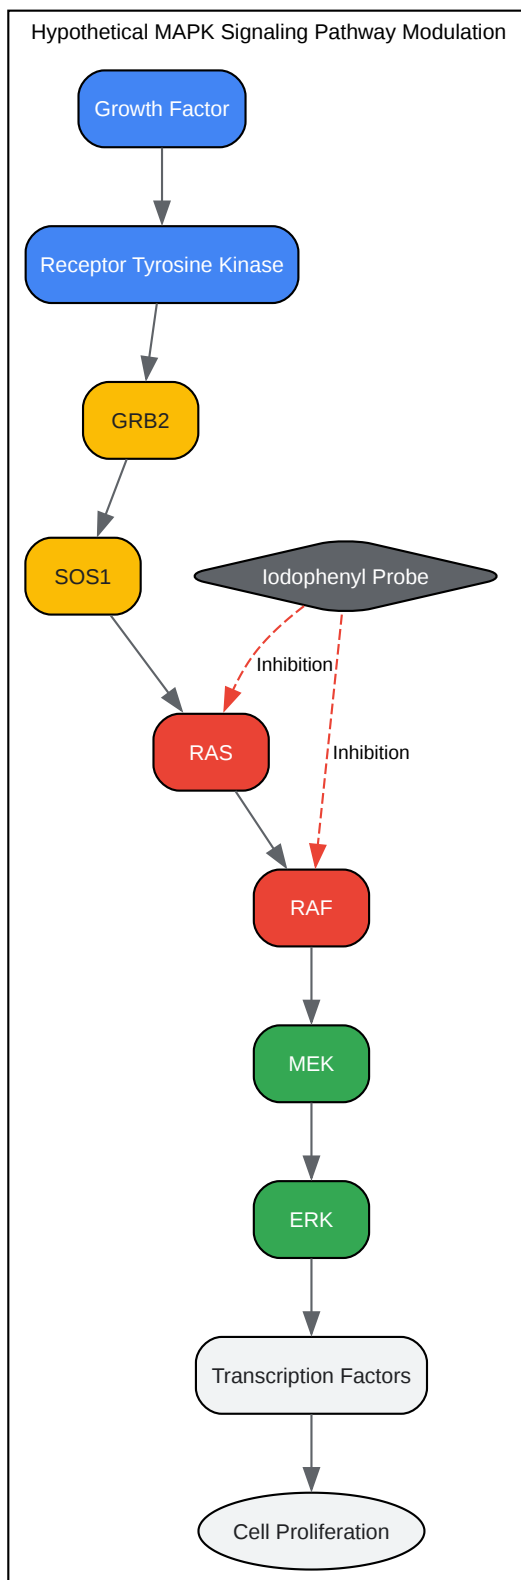 Hypothetical MAPK Signaling Pathway Modulation
Growth Factor
Receptor Tyrosine Kinase
GRB2
SOS1
Iodophenyl Probe
Inhibition
RAS
Inhibition
RAF
MEK
ERK
Transcription Factors
Cell Proliferation